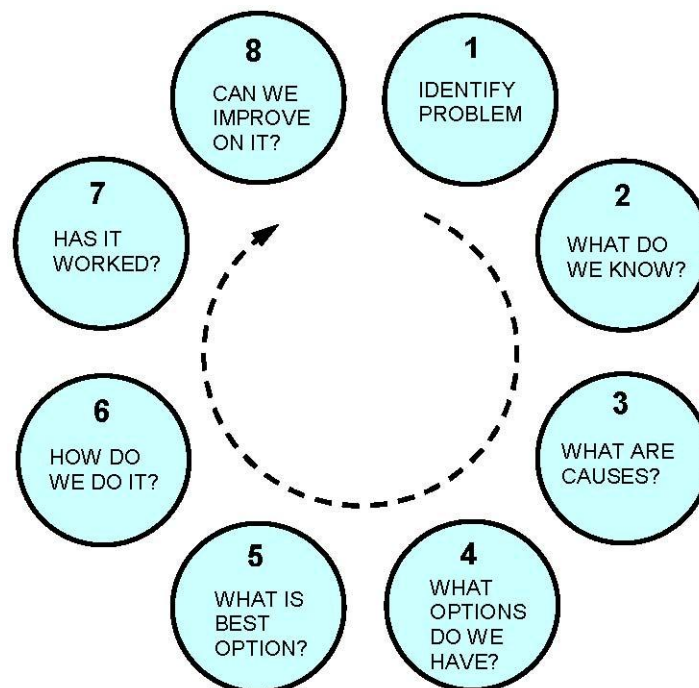 1
IDENTIFY
PROBLEM
2
WHAT DO
WE KNOW?
3
WHAT ARE
CAUSES?
4
WHAT
OPTIONS
DO WE
HAVE?
5
WHAT IS
BEST
OPTION?
6
HOW DO
WE DO IT?
7
HAS IT
WORKED?
8
CAN WE
IMPROVE
ON IT?